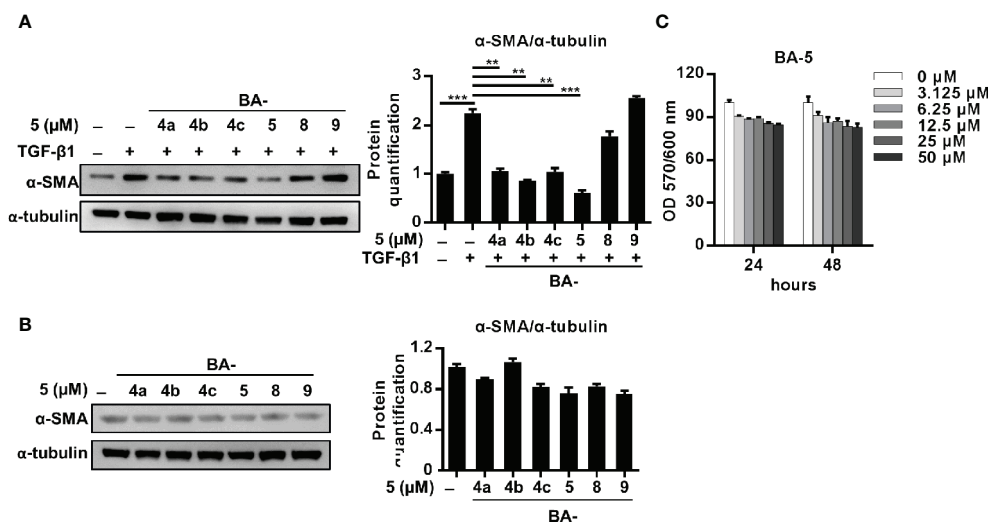 A
BA-
5 (μM) – – 4a 4b 4c 5 8 9
TGF-β1 – + + + + + + +
α-SMA
α-tubulin
α-SMA/α-tubulin
Protein quantification
3
2
1
0
*** ** ** ** ***
5 (μM) – – 4a 4b 4c 5 8 9
TGF-β1 – + + + + + + +
BA-
C
BA-5
OD 570/600 nm
120
90
60
30
0
24 48
hours
0 μM
3.125 μM
6.25 μM
12.5 μM
25 μM
50 μM
B
BA-
5 (μM) – 4a 4b 4c 5 8 9
α-SMA
α-tubulin
α-SMA/α-tubulin
Protein quantification
1.2
0.8
0.4
0
5 (μM) – 4a 4b 4c 5 8 9
BA-